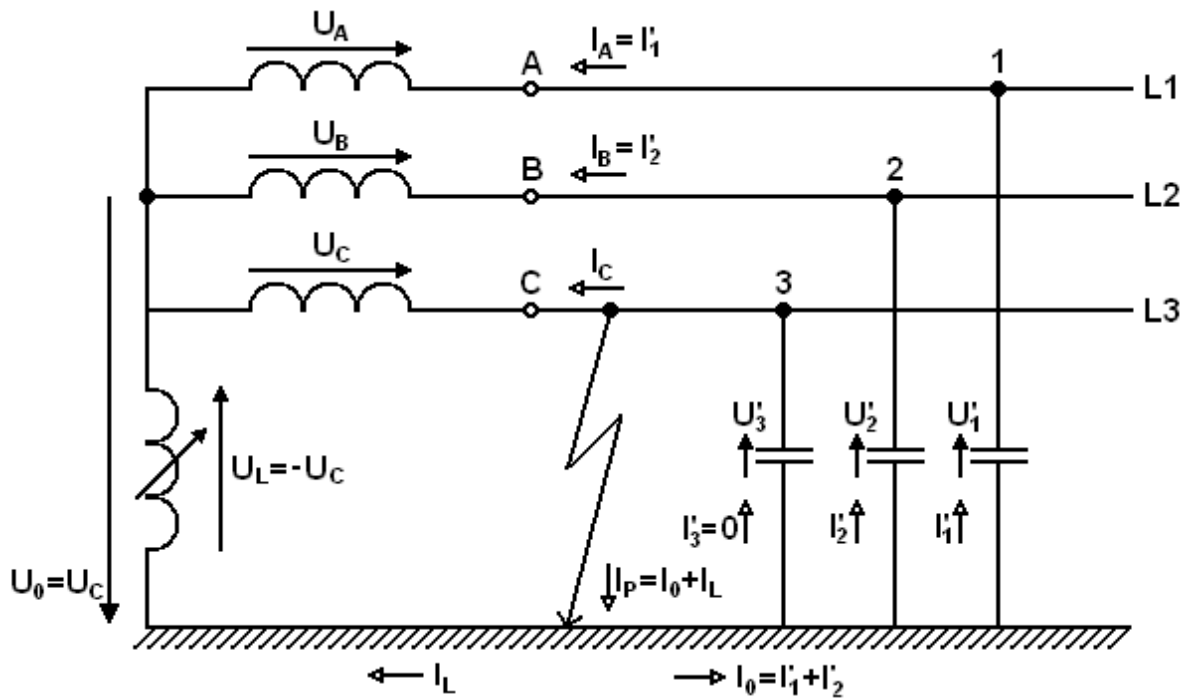 U_A
I_A=I'_1
A
1
L1
U_B
I_B=I'_2
B
2
L2
U_C
I_C
C
3
L3
U_L=-U_C
U'_3
U'_2
U'_1
I'_3=0
I'_2
I'_1
U_0=U_C
I_P=I_0+I_L
I_L
I_0=I'_1+I'_2